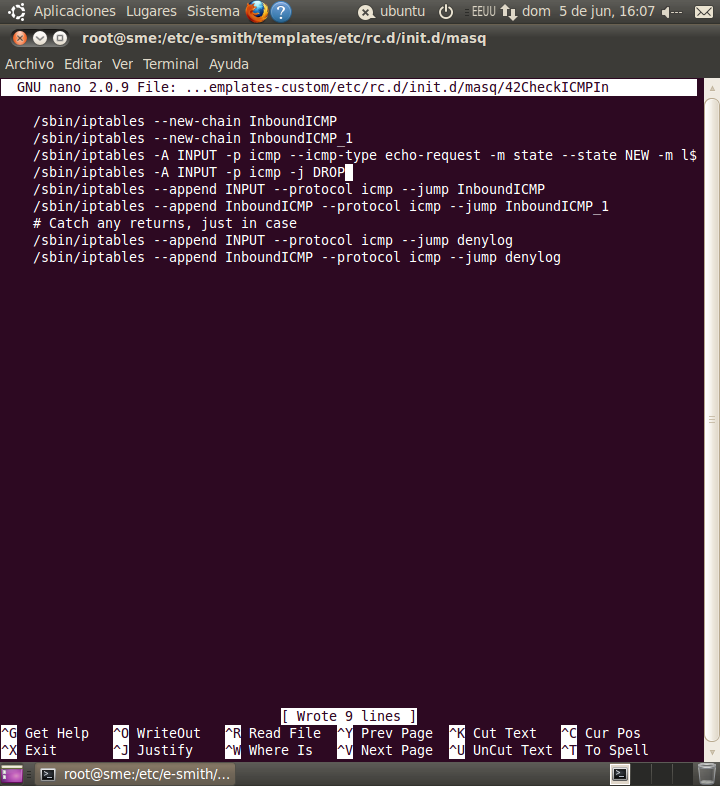 Aplicaciones Lugares Sistema ? ubuntu EEUU dom 5 de jun, 16:07
root@sme:/etc/e-smith/templates/etc/rc.d/init.d/masq
Archivo Editar Ver Terminal Ayuda
GNU nano 2.0.9 File: ...emplates-custom/etc/rc.d/init.d/masq/42CheckICMPIn
/sbin/iptables --new-chain InboundICMP
/sbin/iptables --new-chain InboundICMP_1
/sbin/iptables -A INPUT -p icmp --icmp-type echo-request -m state --state NEW -m l$
/sbin/iptables -A INPUT -p icmp -j DROP
/sbin/iptables --append INPUT --protocol icmp --jump InboundICMP
/sbin/iptables --append InboundICMP --protocol icmp --jump InboundICMP_1
# Catch any returns, just in case
/sbin/iptables --append INPUT --protocol icmp --jump denylog
/sbin/iptables --append InboundICMP --protocol icmp --jump denylog
[ Wrote 9 lines ]
^G Get Help ^O WriteOut ^R Read File ^Y Prev Page ^K Cut Text ^C Cur Pos
^X Exit ^J Justify ^W Where Is ^V Next Page ^U UnCut Text ^T To Spell
root@sme:/etc/e-smith/...